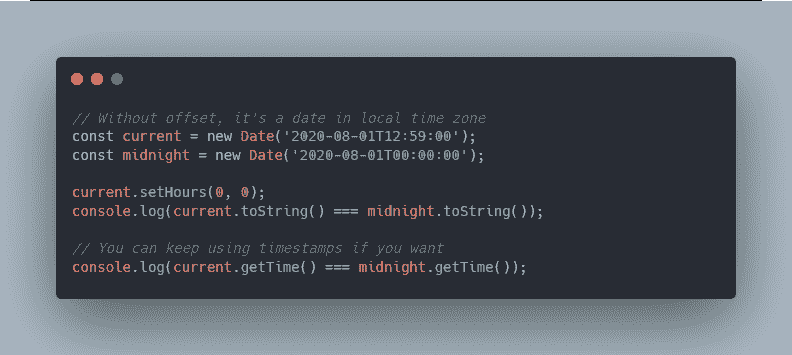 // Without offset, it's a date in local time zone
const current = new Date('2020-08-01T12:59:00');
const midnight = new Date('2020-08-01T00:00:00');
current.setHours(0, 0);
console.log(current.toString() === midnight.toString());
// You can keep using timestamps if you want
console.log(current.getTime() === midnight.getTime());